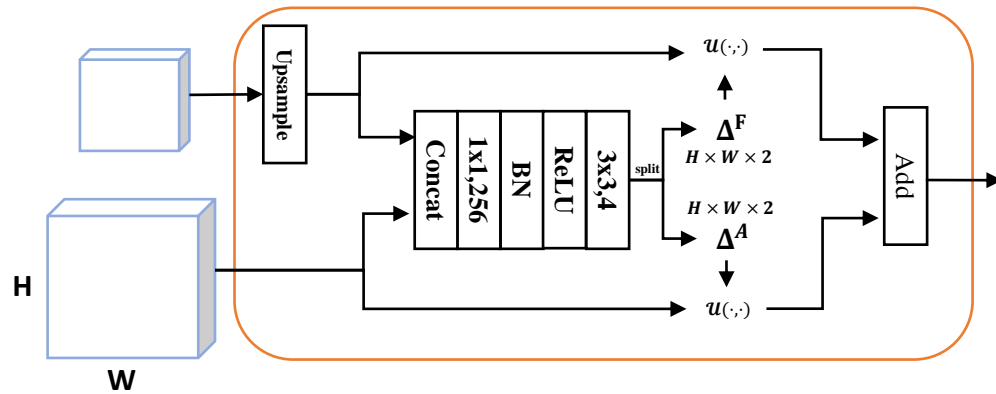 Upsample
u(·,·)
Δ^F
H × W × 2
Concat
1x1,256
BN
ReLU
3x3,4
split
H × W × 2
Δ^A
u(·,·)
Add
H
W